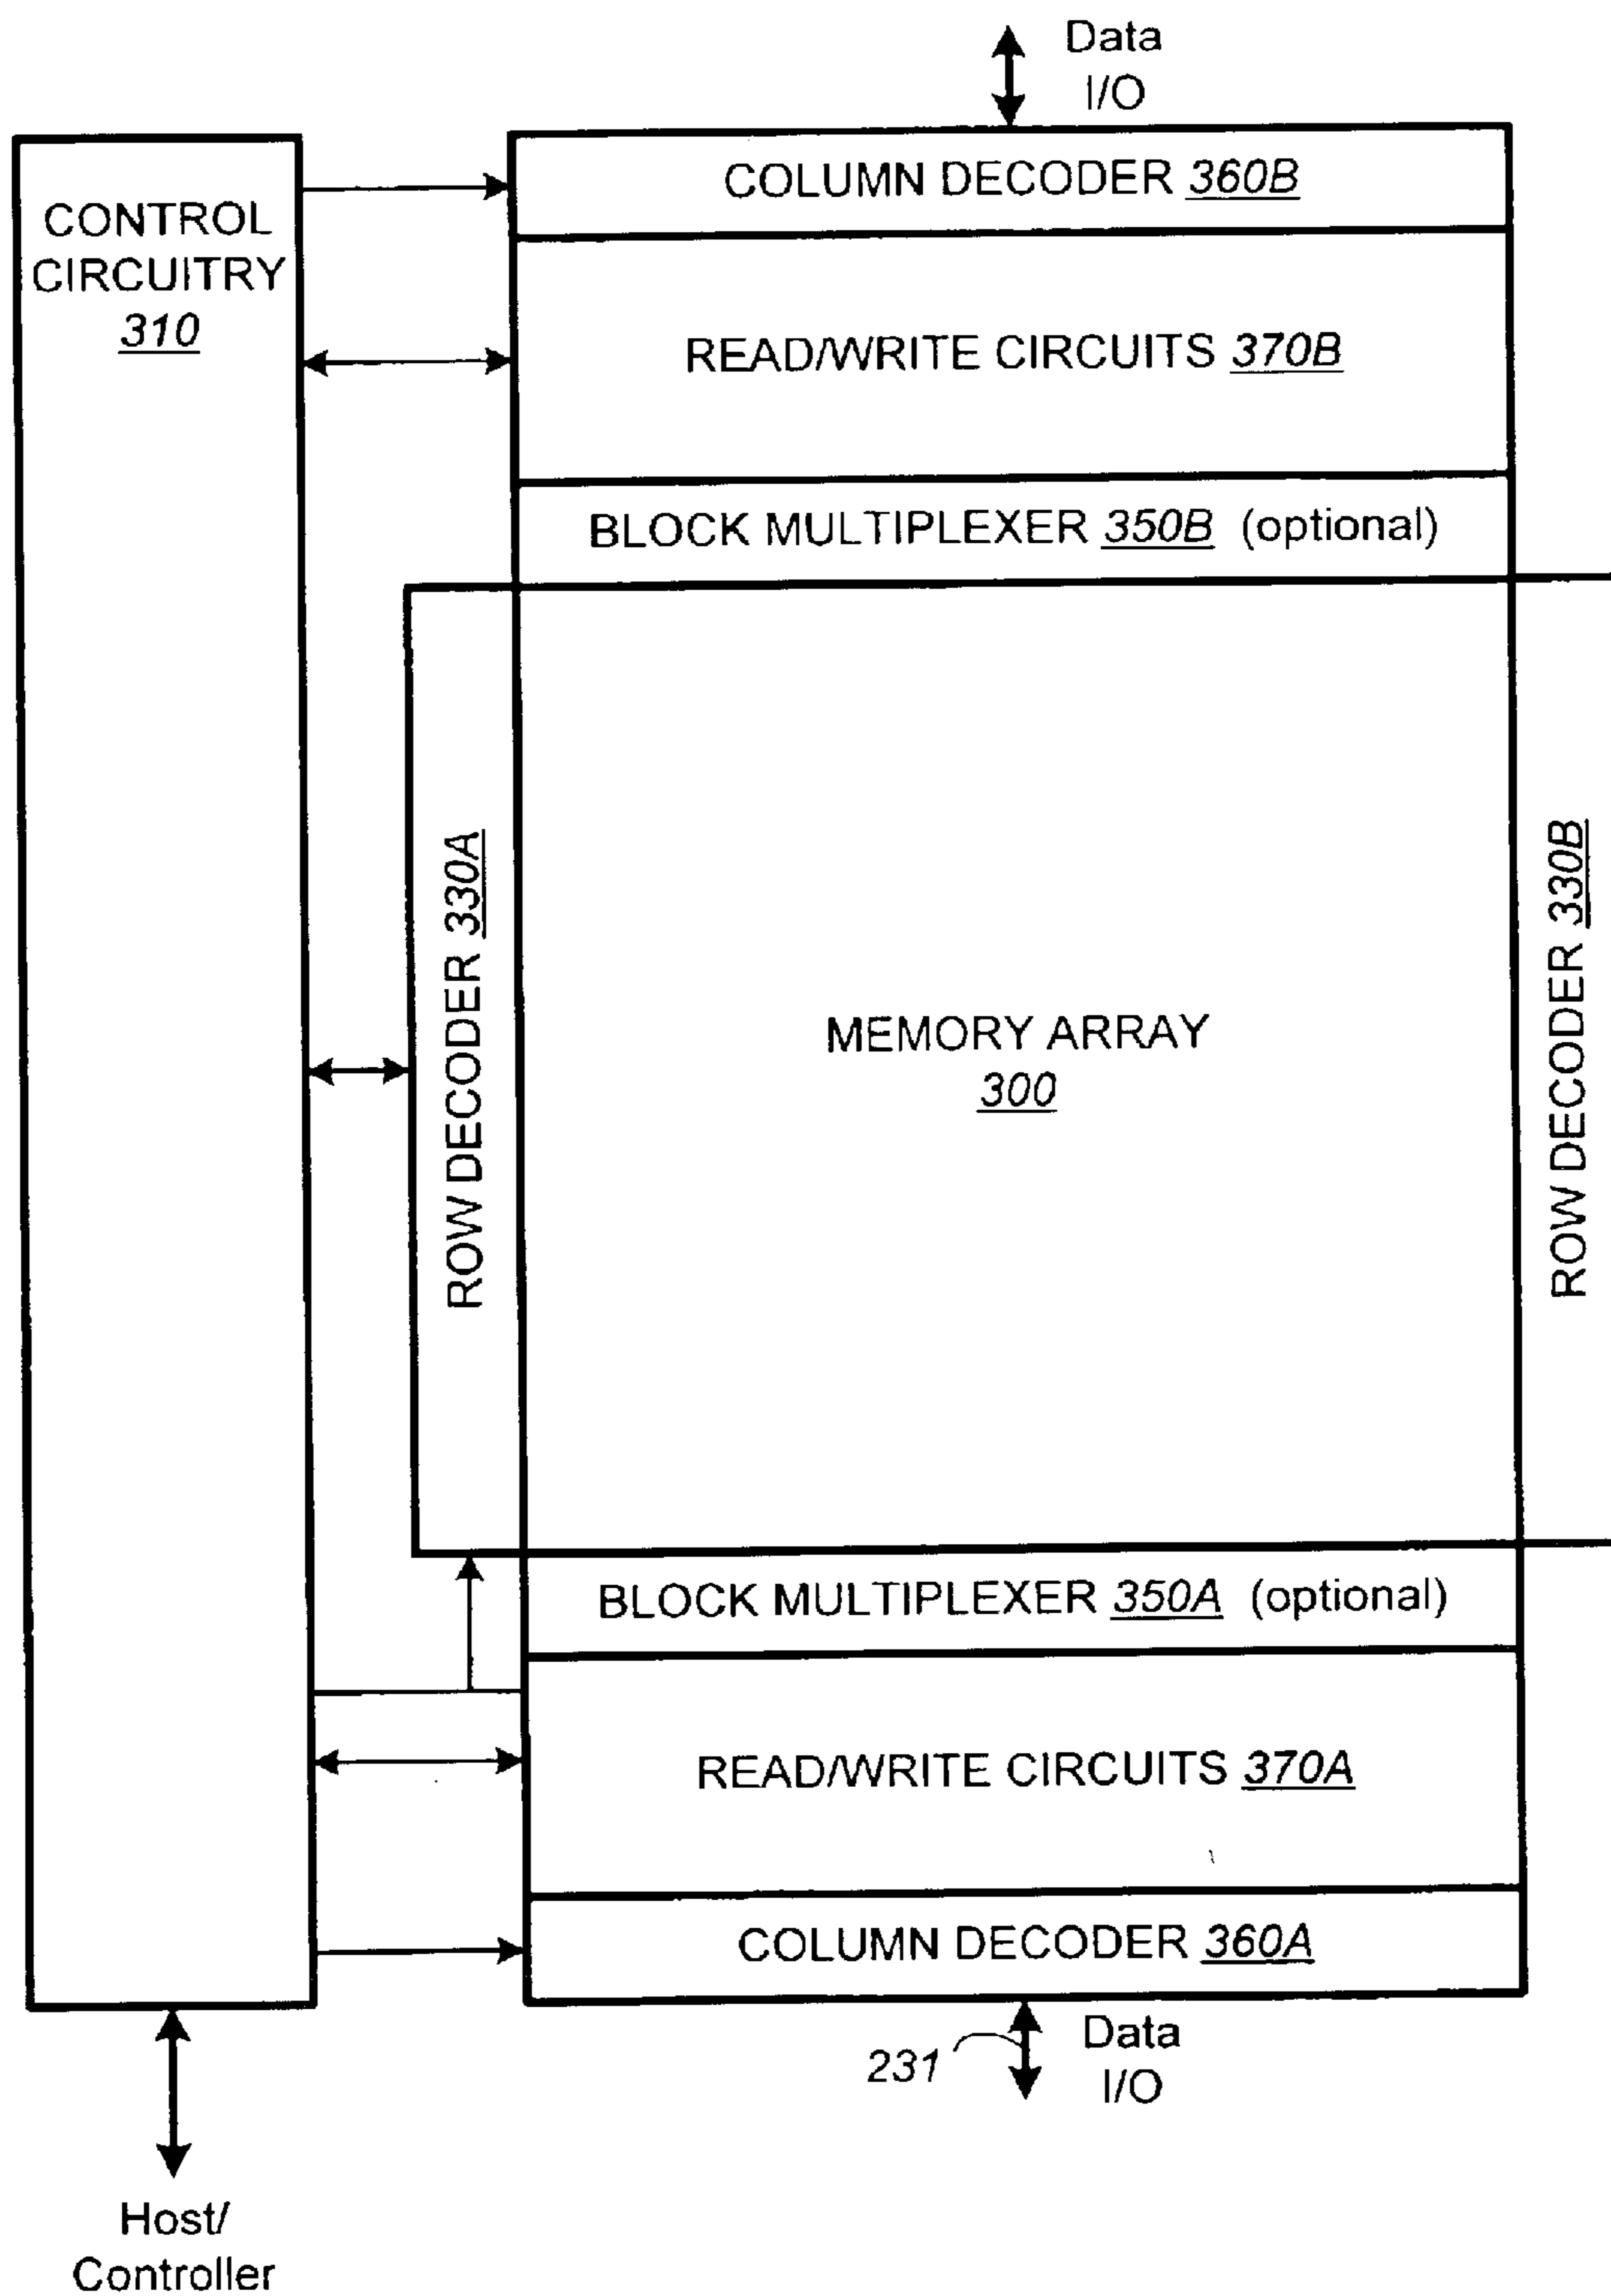 Data
I/O
COLUMN DECODER 360B
CONTROL
CIRCUITRY
310
READ/WRITE CIRCUITS 370B
BLOCK MULTIPLEXER 350B (optional)
ROW DECODER 330A
MEMORY ARRAY
300
ROW DECODER 330B
BLOCK MULTIPLEXER 350A (optional)
READ/WRITE CIRCUITS 370A
COLUMN DECODER 360A
231
Data
I/O
Host/
Controller